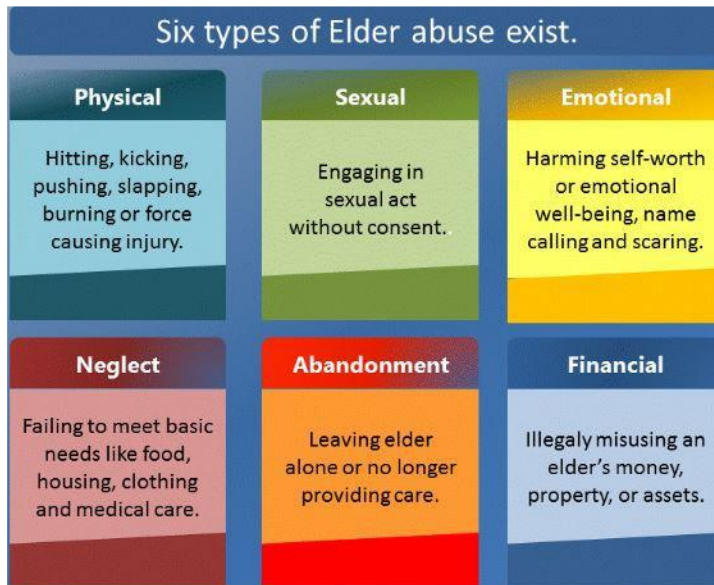 Six types of Elder abuse exist.
Physical
Hitting, kicking,
pushing, slapping,
burning or force
causing injury.
Sexual
Engaging in
sexual act
without consent..
Emotional
Harming self-worth
or emotional
well-being, name
calling and scaring.
Neglect
Failing to meet basic
needs like food,
housing, clothing
and medical care.
Abandonment
Leaving elder
alone or no longer
providing care.
Financial
Illegaly misusing an
elder's money,
property, or assets.